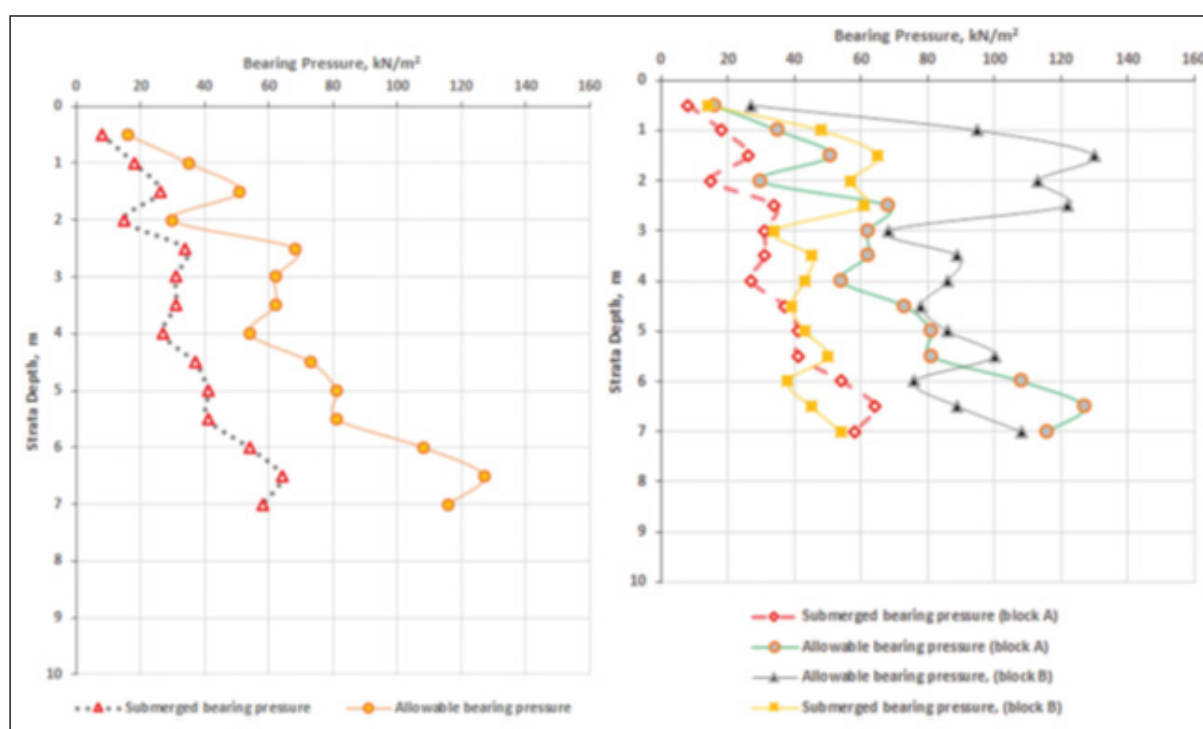 Bearing Pressure, kN/m²
0 20 40 60 80 100 120 140 160
0
1
2
3
4
5
6
7
8
9
10
Strata Depth, m
Submerged bearing pressure
Allowable bearing pressure
Bearing Pressure, kN/m²
0 20 40 60 80 100 120 140 160
0
1
2
3
4
5
6
7
8
9
10
Strata Depth, m
Submerged bearing pressure (block A)
Allowable bearing pressure (block A)
Allowable bearing pressure, (block B)
Submerged bearing pressure, (block B)